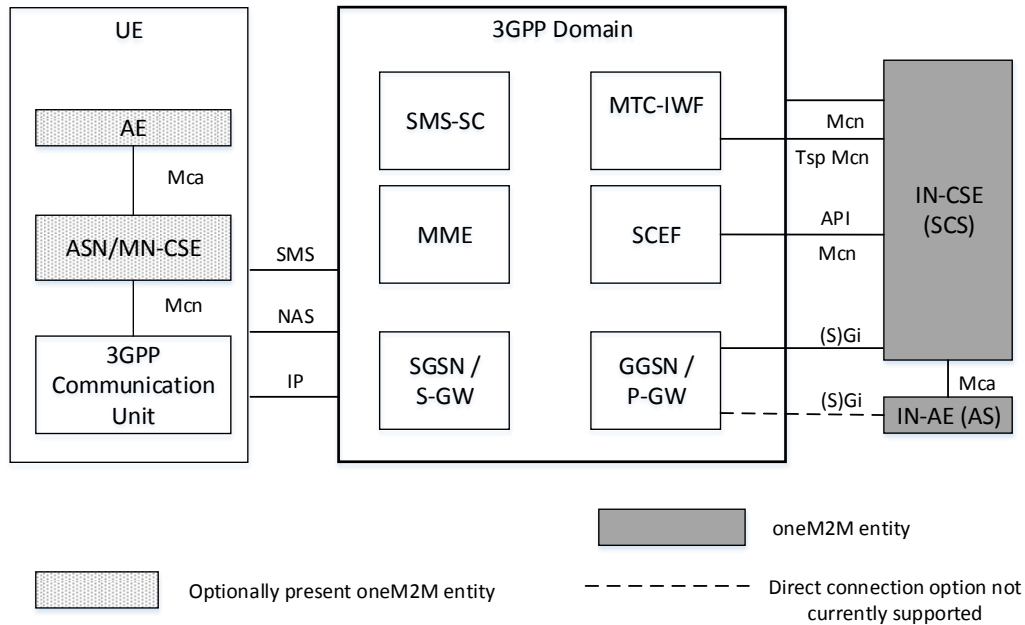 UE
AE
Mca
ASN/MN-CSE
Mcn
3GPP
Communication
Unit
SMS
NAS
IP
3GPP Domain
SMS-SC
MTC-IWF
MME
SCEF
SGSN /
S-GW
GGSN /
P-GW
Mcn
Tsp Mcn
API
Mcn
(S)Gi
(S)Gi
IN-CSE
(SCS)
Mca
IN-AE (AS)
oneM2M entity
Optionally present oneM2M entity
Direct connection option not
currently supported